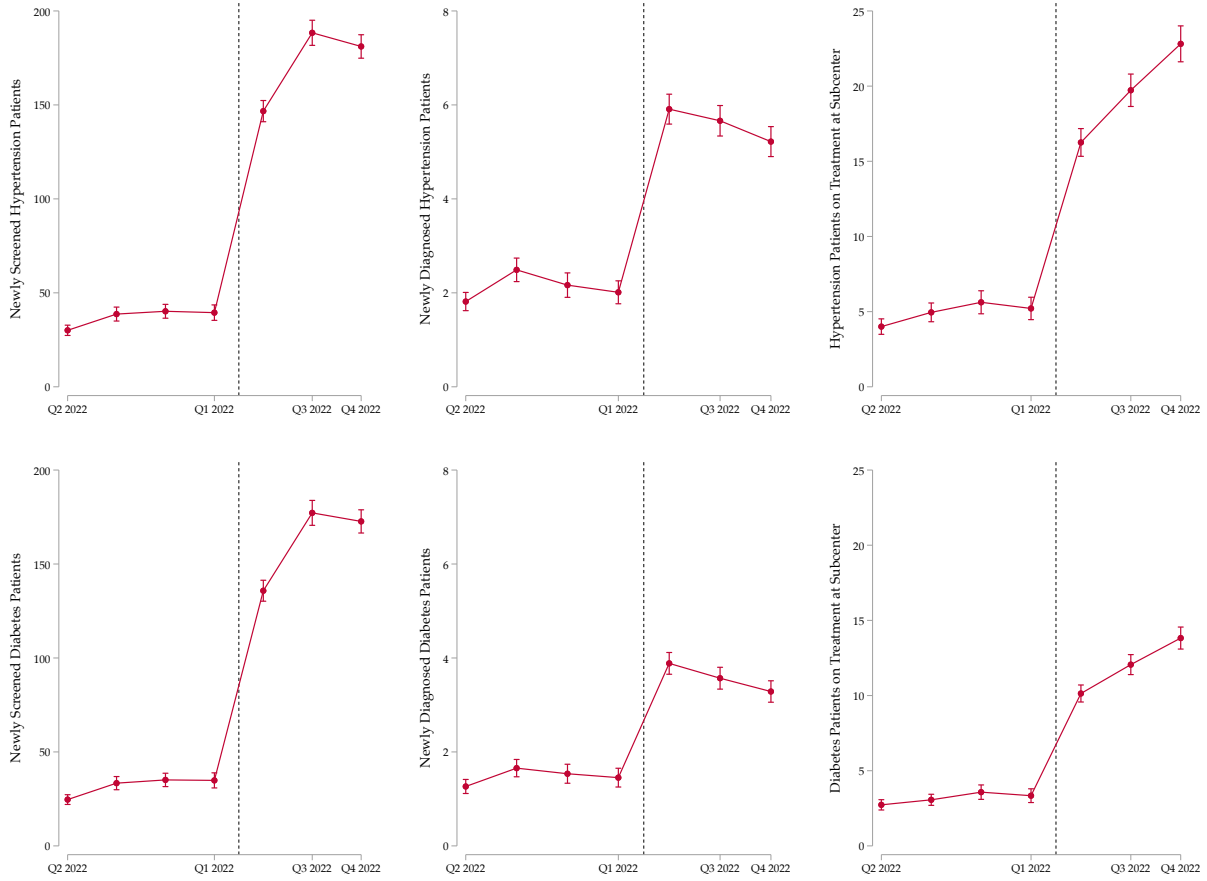 Newly Screened Hypertension Patients
200
150
100
50
0
Q2 2022 Q1 2022 Q3 2022 Q4 2022
Newly Diagnosed Hypertension Patients
8
6
4
2
0
Q2 2022 Q1 2022 Q3 2022 Q4 2022
Hypertension Patients on Treatment at Subcenter
25
20
15
10
5
0
Q2 2022 Q1 2022 Q3 2022 Q4 2022
Newly Screened Diabetes Patients
200
150
100
50
0
Q2 2022 Q1 2022 Q3 2022 Q4 2022
Newly Diagnosed Diabetes Patients
8
6
4
2
0
Q2 2022 Q1 2022 Q3 2022 Q4 2022
Diabetes Patients on Treatment at Subcenter
25
20
15
10
5
0
Q2 2022 Q1 2022 Q3 2022 Q4 2022